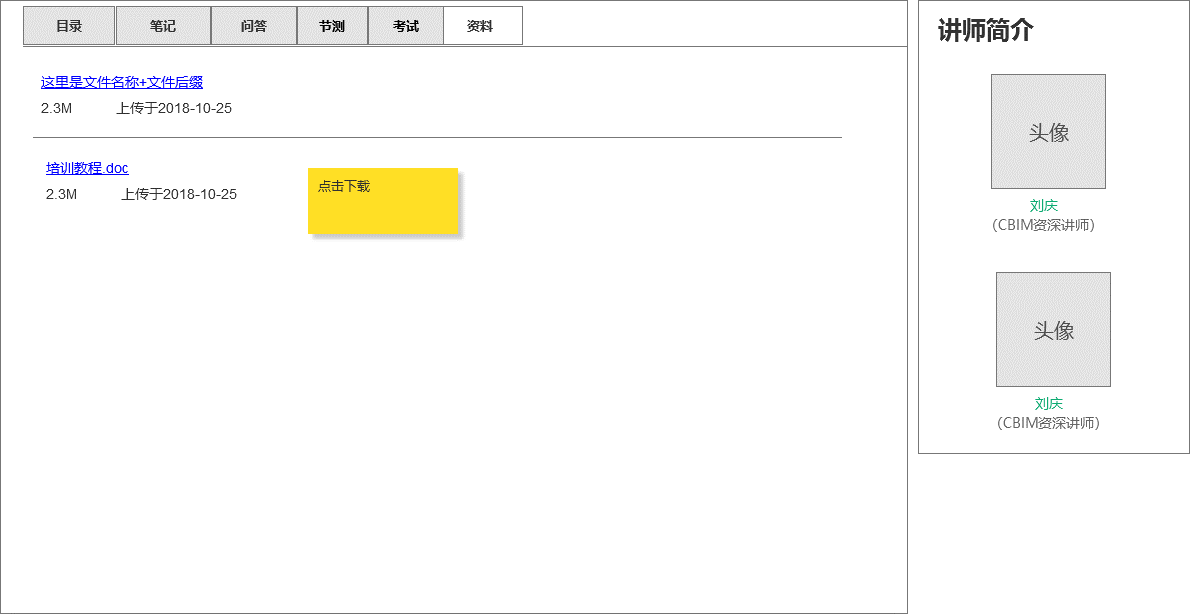 目录 笔记 问答 节测 考试 资料
这里是文件名称+文件后缀
2.3M 上传于2018-10-25
培训教程.doc
2.3M 上传于2018-10-25
点击下载
讲师简介
头像
刘庆
(CBIM资深讲师)
头像
刘庆
(CBIM资深讲师)